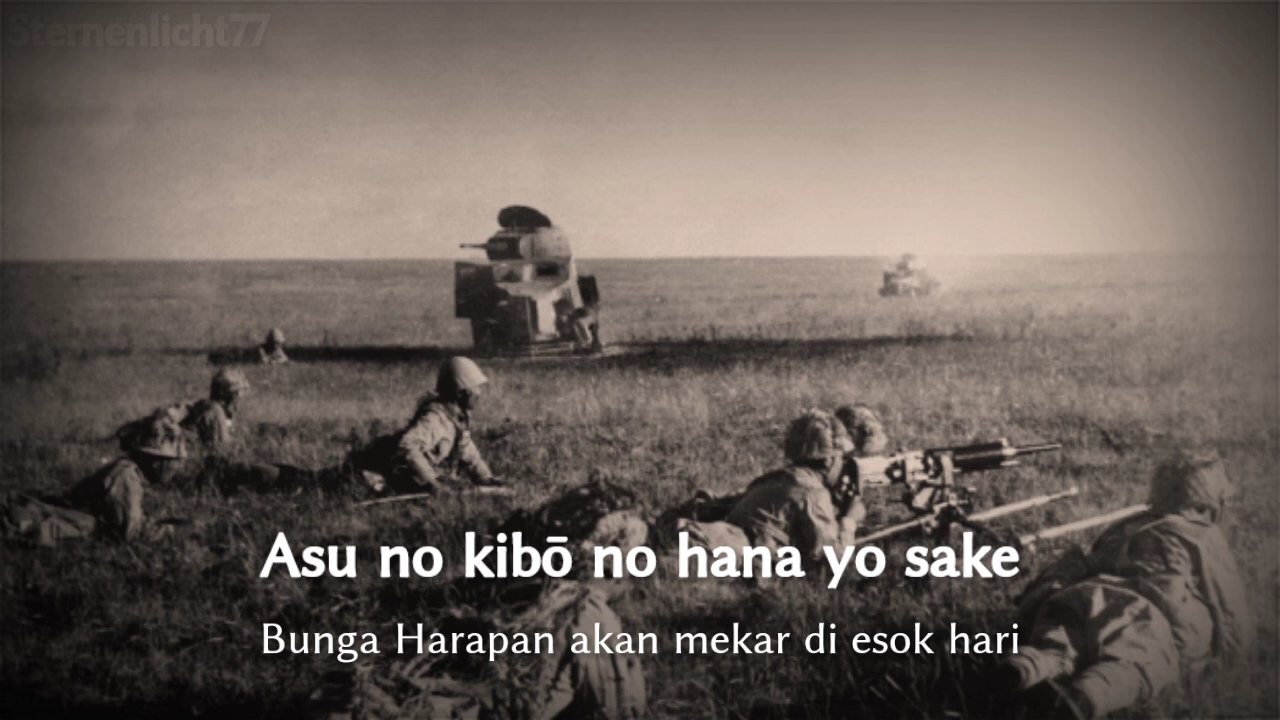 Sternenlicht77
Asu no kibō no hana yo sake
Bunga Harapan akan mekar di esok hari